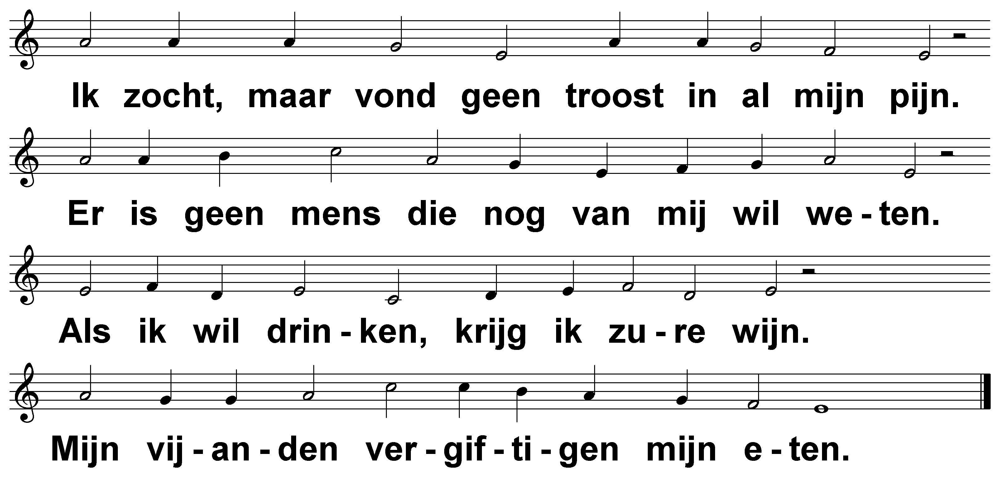 Ik zocht, maar vond geen troost in al mijn pijn.
Er is geen mens die nog van mij wil we - ten.
Als ik wil drin - ken, krijg ik zu - re wijn.
Mijn vij - an - den ver - gif - ti - gen mijn e - ten.